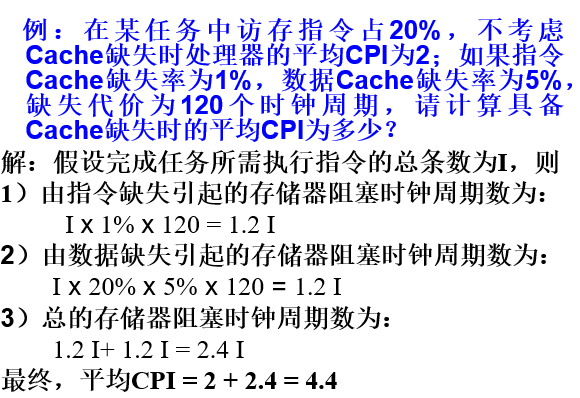 例：在某任务中访存指令占20%，不考虑
Cache缺失时处理器的平均CPI为2；如果指令
Cache缺失率为1%，数据Cache缺失率为5%，
缺失代价为120个时钟周期，请计算具备
Cache缺失时的平均CPI为多少？
解：假设完成任务所需执行指令的总条数为I，则
1）由指令缺失引起的存储器阻塞时钟周期数为：
I x 1% x 120 = 1.2 I
2）由数据缺失引起的存储器阻塞时钟周期数为：
I x 20% x 5% x 120 = 1.2 I
3）总的存储器阻塞时钟周期数为：
1.2 I+ 1.2 I = 2.4 I
最终，平均CPI = 2 + 2.4 = 4.4